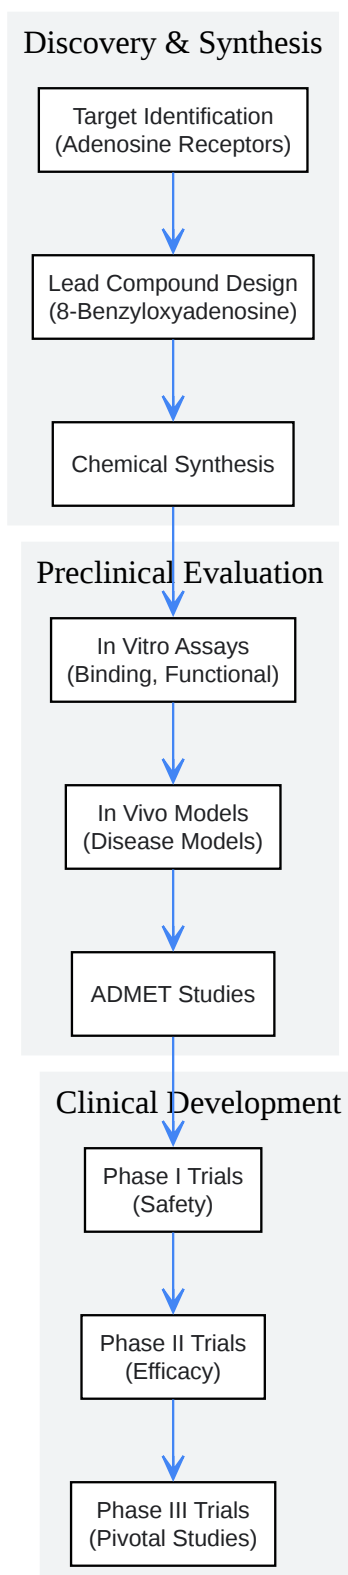 Discovery & Synthesis
Target Identification
(Adenosine Receptors)
Lead Compound Design
(8-Benzyloxyadenosine)
Chemical Synthesis
Preclinical Evaluation
In Vitro Assays
(Binding, Functional)
In Vivo Models
(Disease Models)
ADMET Studies
Clinical Development
Phase I Trials
(Safety)
Phase II Trials
(Efficacy)
Phase III Trials
(Pivotal Studies)